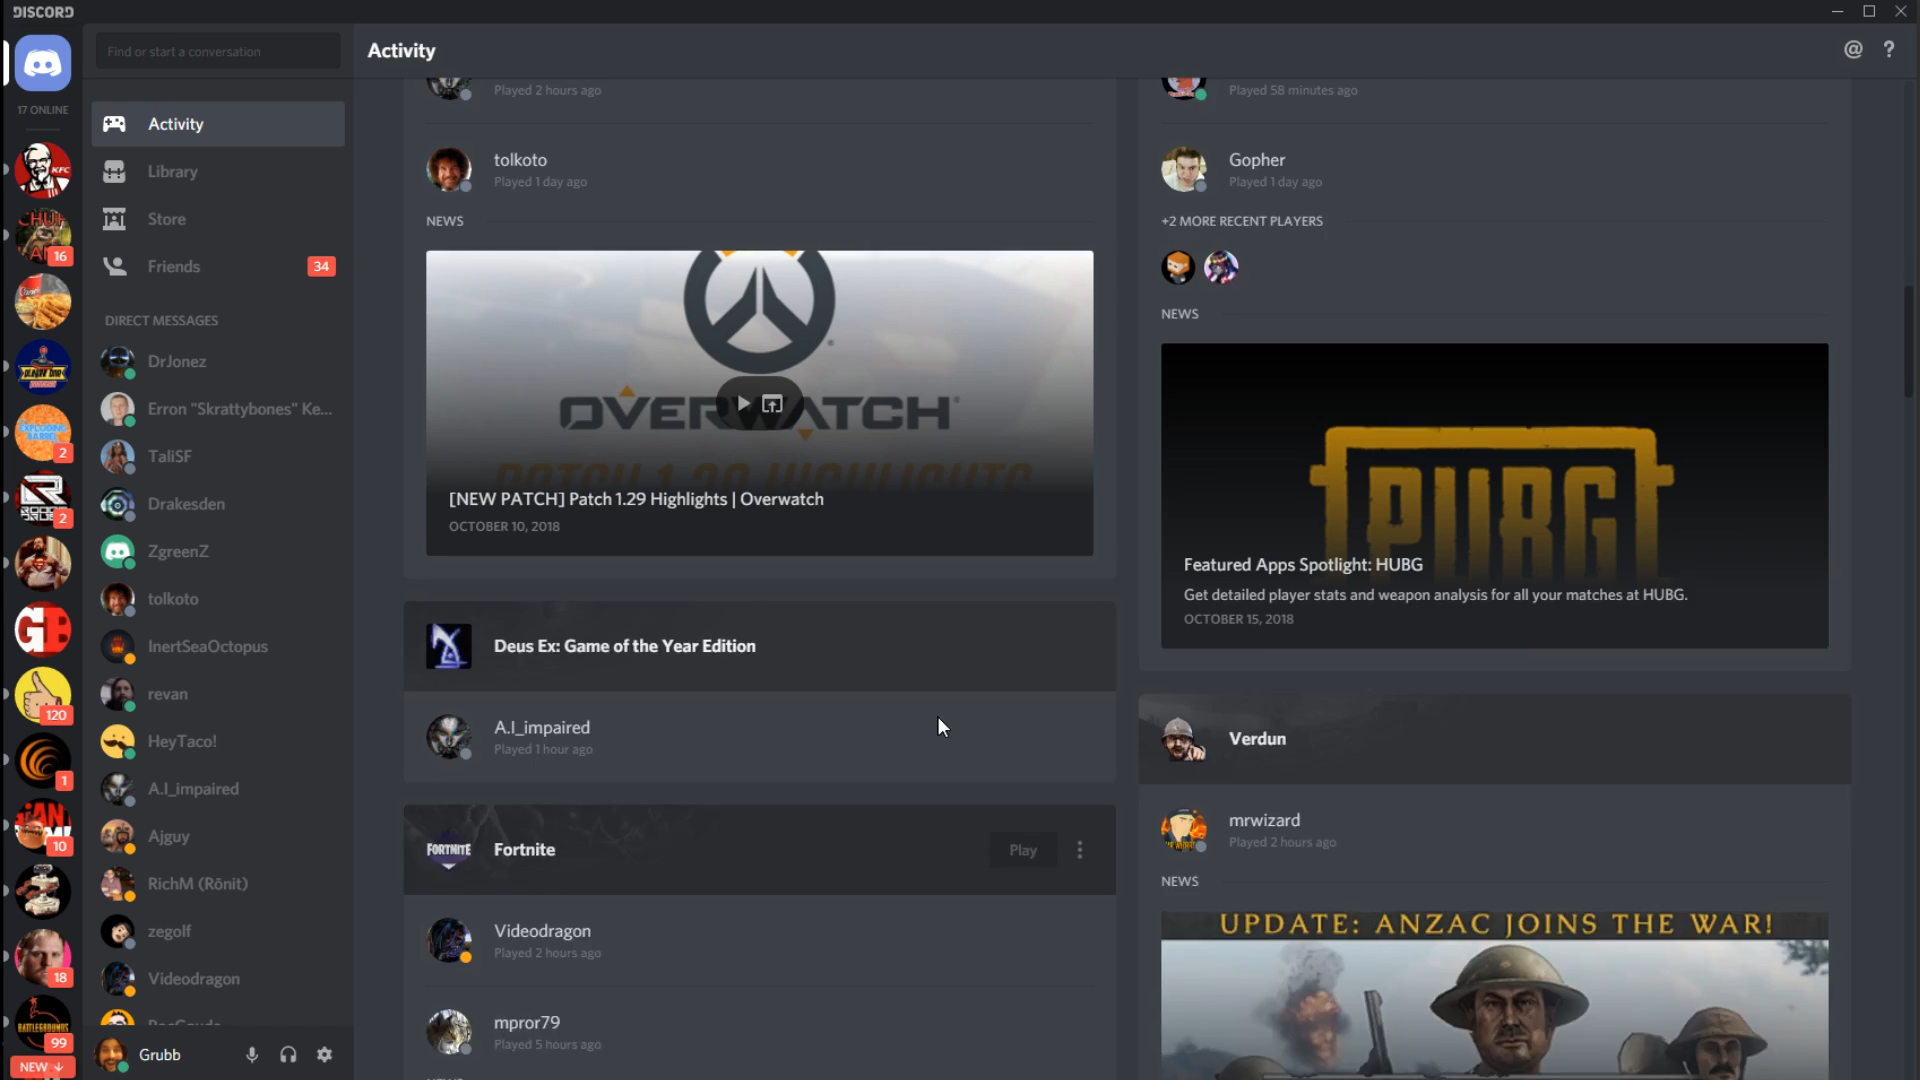 DISCORD
17 ONLINE
KFC
16
2
2
GB
120
1
10
18
BATTLEGROUNDS
99
NEW ↓
Find or start a conversation
Activity
Library
Store
Friends
34
DIRECT MESSAGES
DrJonez
Erron "Skrattybones" Ke...
TaliSF
Drakesden
ZgreenZ
tolkoto
InertSeaOctopus
revan
HeyTaco!
A.I_impaired
Ajguy
RichM (Rōnit)
zegolf
Videodragon
Grubb
Activity
@ ?
Played 2 hours ago
tolkoto
Played 1 day ago
NEWS
OVERWATCH
PATCH 1.29 HIGHLIGHTS
[NEW PATCH] Patch 1.29 Highlights | Overwatch
OCTOBER 10, 2018
Deus Ex: Game of the Year Edition
A.I_impaired
Played 1 hour ago
FORTNITE
Fortnite
Play
Videodragon
Played 2 hours ago
mpror79
Played 5 hours ago
Played 58 minutes ago
Gopher
Played 1 day ago
+2 MORE RECENT PLAYERS
NEWS
PUBG
Featured Apps Spotlight: HUBG
Get detailed player stats and weapon analysis for all your matches at HUBG.
OCTOBER 15, 2018
Verdun
mrwizard
Played 2 hours ago
NEWS
UPDATE: ANZAC JOINS THE WAR!